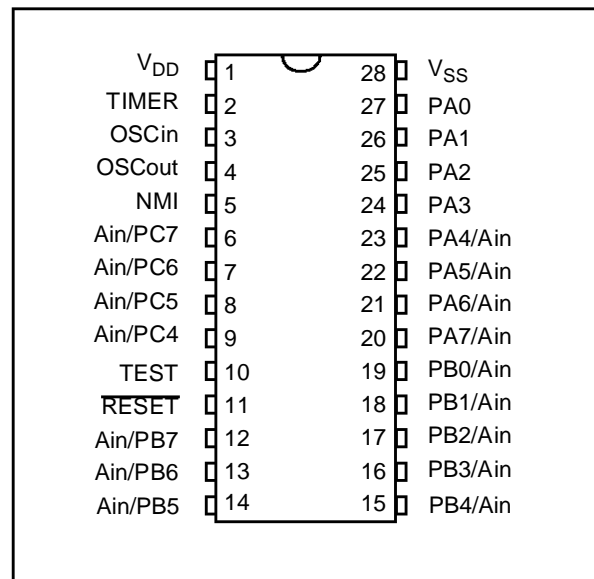 VDD 1 28 VSS
TIMER 2 27 PA0
OSCin 3 26 PA1
OSCout 4 25 PA2
NMI 5 24 PA3
Ain/PC7 6 23 PA4/Ain
Ain/PC6 7 22 PA5/Ain
Ain/PC5 8 21 PA6/Ain
Ain/PC4 9 20 PA7/Ain
TEST 10 19 PB0/Ain
RESET 11 18 PB1/Ain
Ain/PB7 12 17 PB2/Ain
Ain/PB6 13 16 PB3/Ain
Ain/PB5 14 15 PB4/Ain